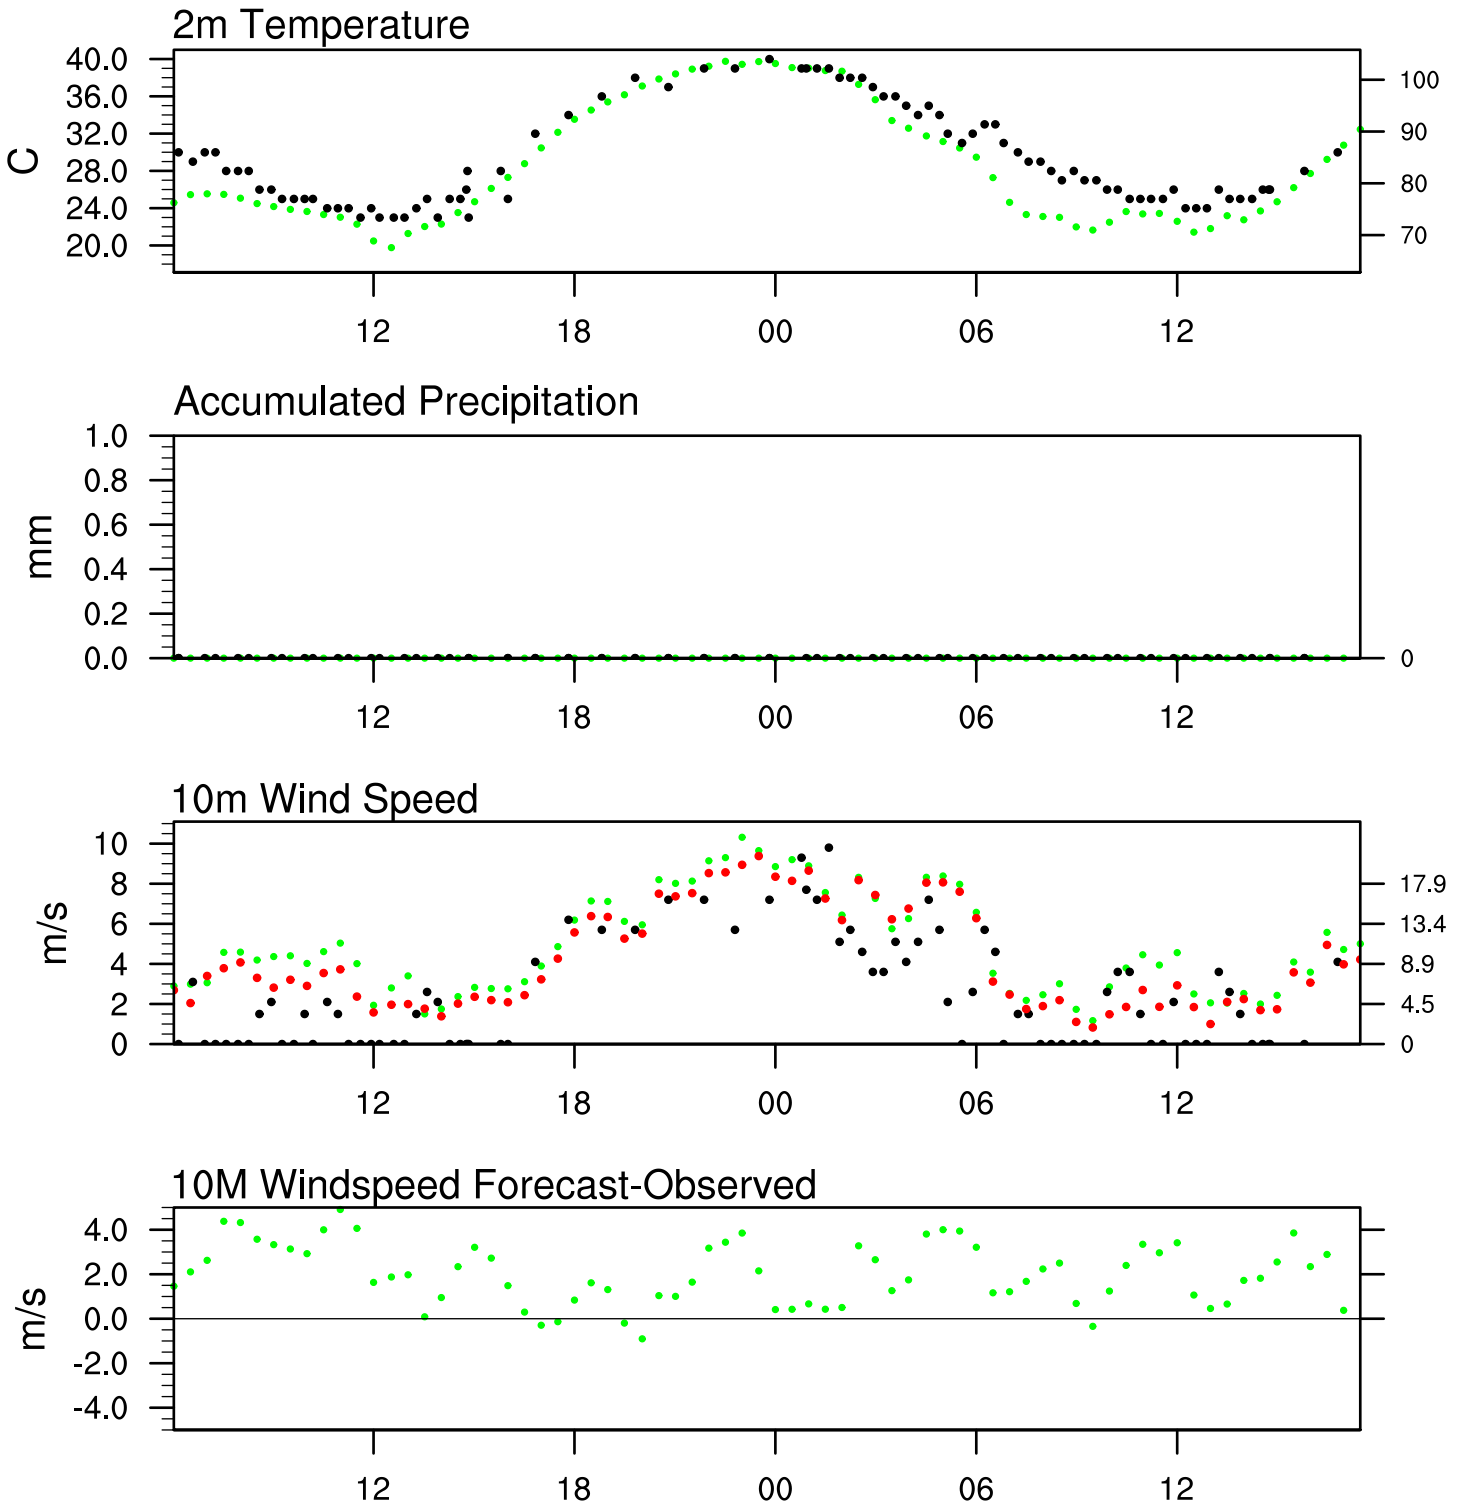 2m Temperature
40.0
36.0
32.0
28.0
24.0
20.0
C
100
90
80
70
12 18 00 06 12
Accumulated Precipitation
1.0
0.8
0.6
0.4
0.2
0.0
mm
0
12 18 00 06 12
10m Wind Speed
10
8
6
4
2
0
m/s
17.9
13.4
8.9
4.5
0
12 18 00 06 12
10M Windspeed Forecast-Observed
4.0
2.0
0.0
-2.0
-4.0
m/s
12 18 00 06 12